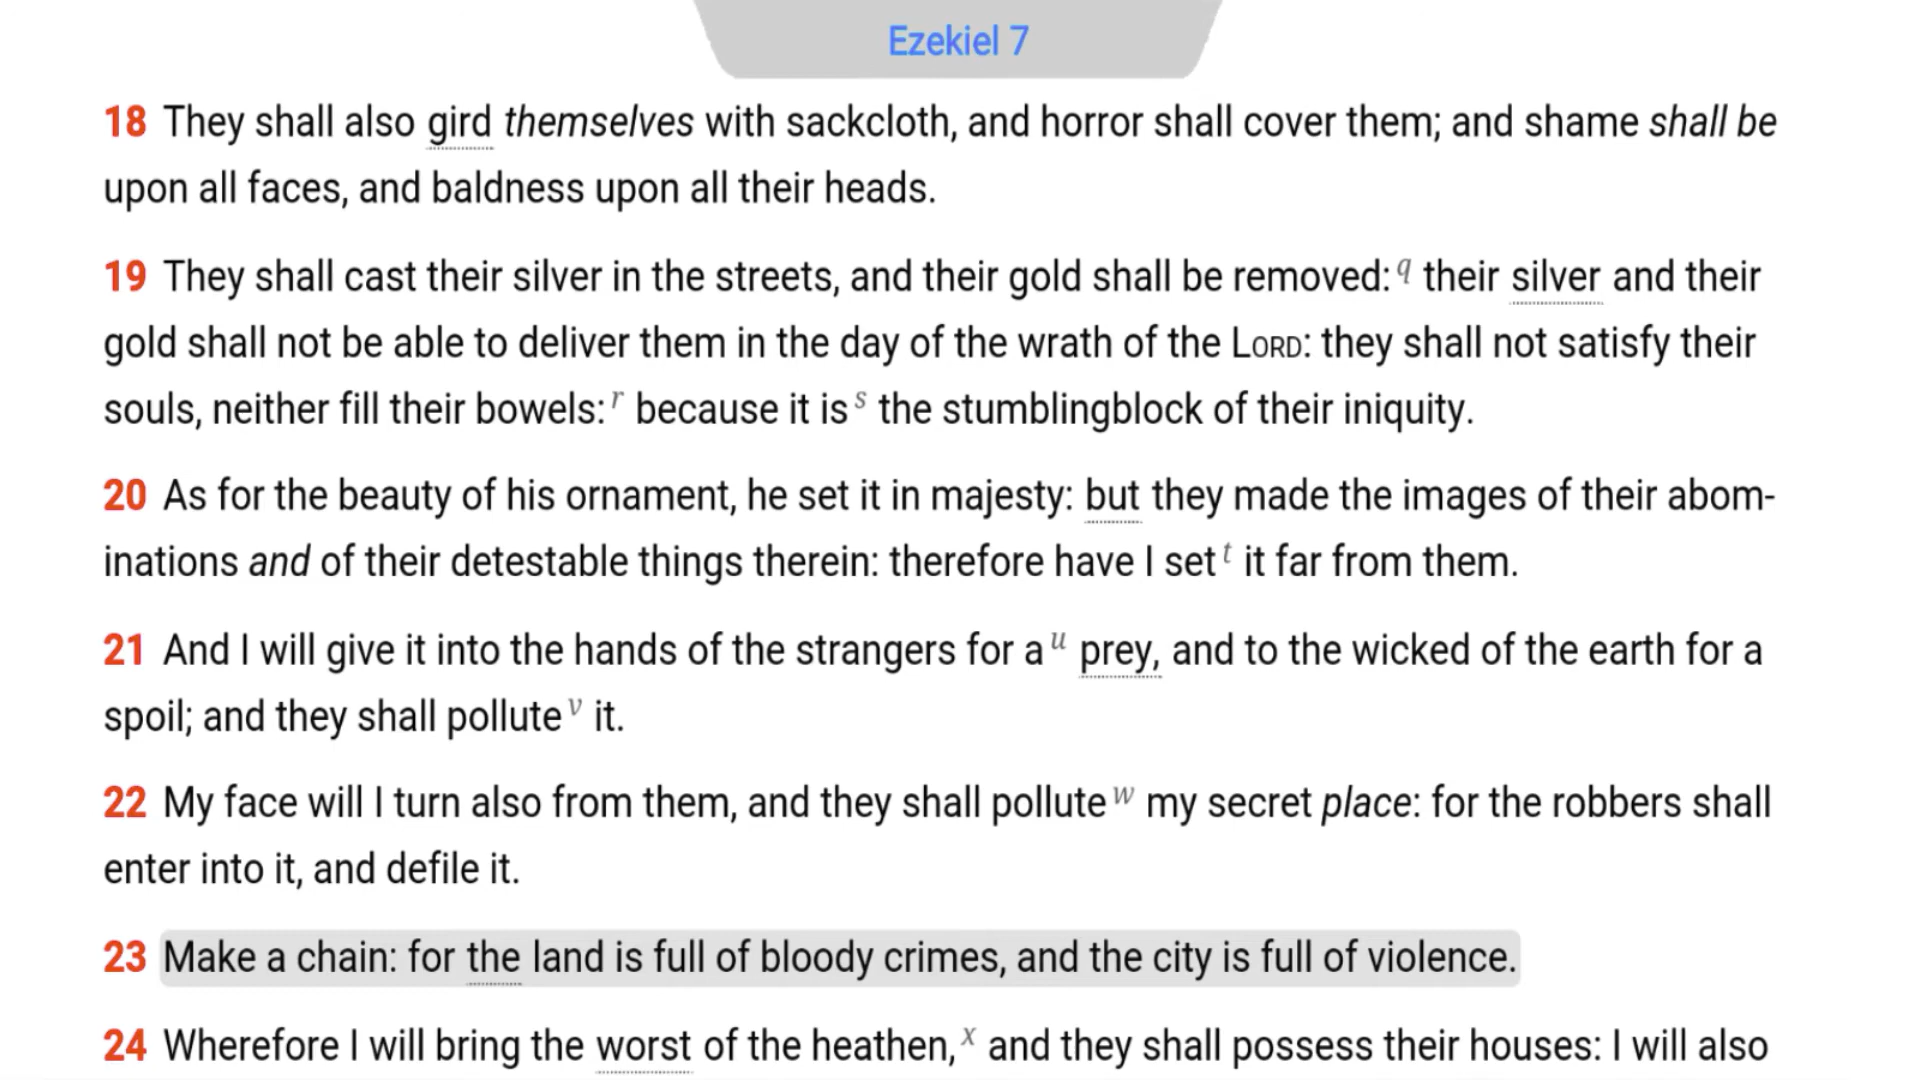 Ezekiel 7
18 They shall also gird themselves with sackcloth, and horror shall cover them; and shame shall be
upon all faces, and baldness upon all their heads.
19 They shall cast their silver in the streets, and their gold shall be removed: q their silver and their
gold shall not be able to deliver them in the day of the wrath of the LORD: they shall not satisfy their
souls, neither fill their bowels: r because it is s the stumblingblock of their iniquity.
20 As for the beauty of his ornament, he set it in majesty: but they made the images of their abom-
inations and of their detestable things therein: therefore have I set t it far from them.
21 And I will give it into the hands of the strangers for a u prey, and to the wicked of the earth for a
spoil; and they shall pollute v it.
22 My face will I turn also from them, and they shall pollute w my secret place: for the robbers shall
enter into it, and defile it.
23 Make a chain: for the land is full of bloody crimes, and the city is full of violence.
24 Wherefore I will bring the worst of the heathen, x and they shall possess their houses: I will also